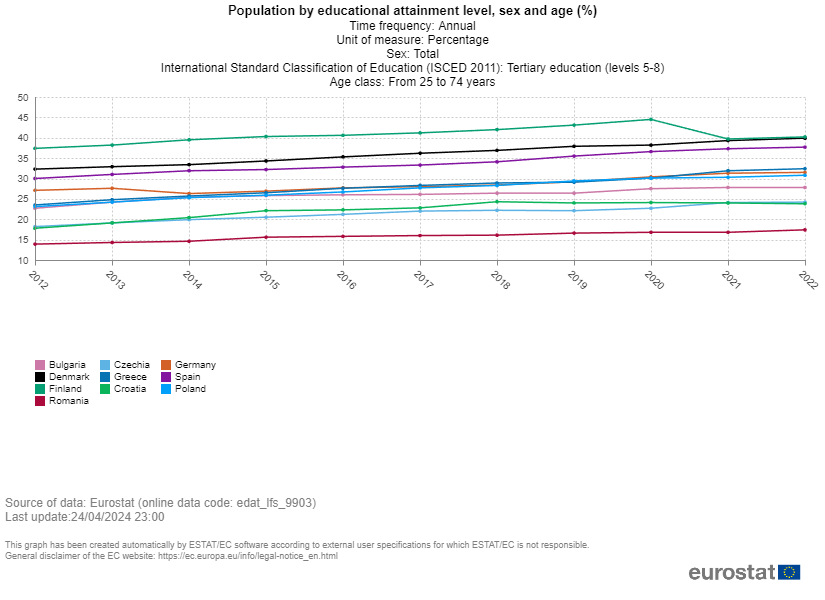 Population by educational attainment level, sex and age (%)
Time frequency: Annual
Unit of measure: Percentage
Sex: Total
International Standard Classification of Education (ISCED 2011): Tertiary education (levels 5-8)
Age class: From 25 to 74 years
50
45
40
35
30
25
20
15
10
2012 2013 2014 2015 2016 2017 2018 2019 2020 2021 2022
Bulgaria Czechia Germany
Denmark Greece Spain
Finland Croatia Poland
Romania
Source of data: Eurostat (online data code: edat_lfs_9903)
Last update:24/04/2024 23:00
This graph has been created automatically by ESTAT/EC software according to external user specifications for which ESTAT/EC is not responsible.
General disclaimer of the EC website: https://ec.europa.eu/info/legal-notice_en.html
eurostat